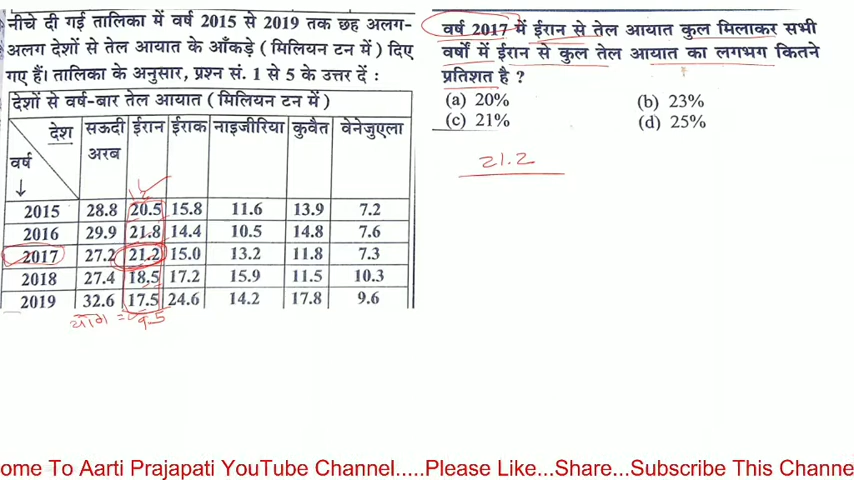 नीचे दी गई तालिका में वर्ष 2015 से 2019 तक छह अलग-
अलग देशों से तेल आयात के आँकड़े (मिलियन टन में) दिए
गए हैं। तालिका के अनुसार, प्रश्न सं. 1 से 5 के उत्तर दें :
देशों से वर्ष-बार तेल आयात (मिलियन टन में)
देश सऊदी अरब ईरान ईराक नाइजीरिया कुवैत वेनेजुएला
वर्ष
2015 28.8 20.5 15.8 11.6 13.9 7.2
2016 29.9 21.8 14.4 10.5 14.8 7.6
2017 27.2 21.2 15.0 13.2 11.8 7.3
2018 27.4 18.5 17.2 15.9 11.5 10.3
2019 32.6 17.5 24.6 14.2 17.8 9.6
योग =
वर्ष 2017 में ईरान से तेल आयात कुल मिलाकर सभी
वर्षों में ईरान से कुल तेल आयात का लगभग कितने
प्रतिशत है ?
(a) 20% (b) 23%
(c) 21% (d) 25%
21.2
ome To Aarti Prajapati YouTube Channel.....Please Like...Share...Subscribe This Channe